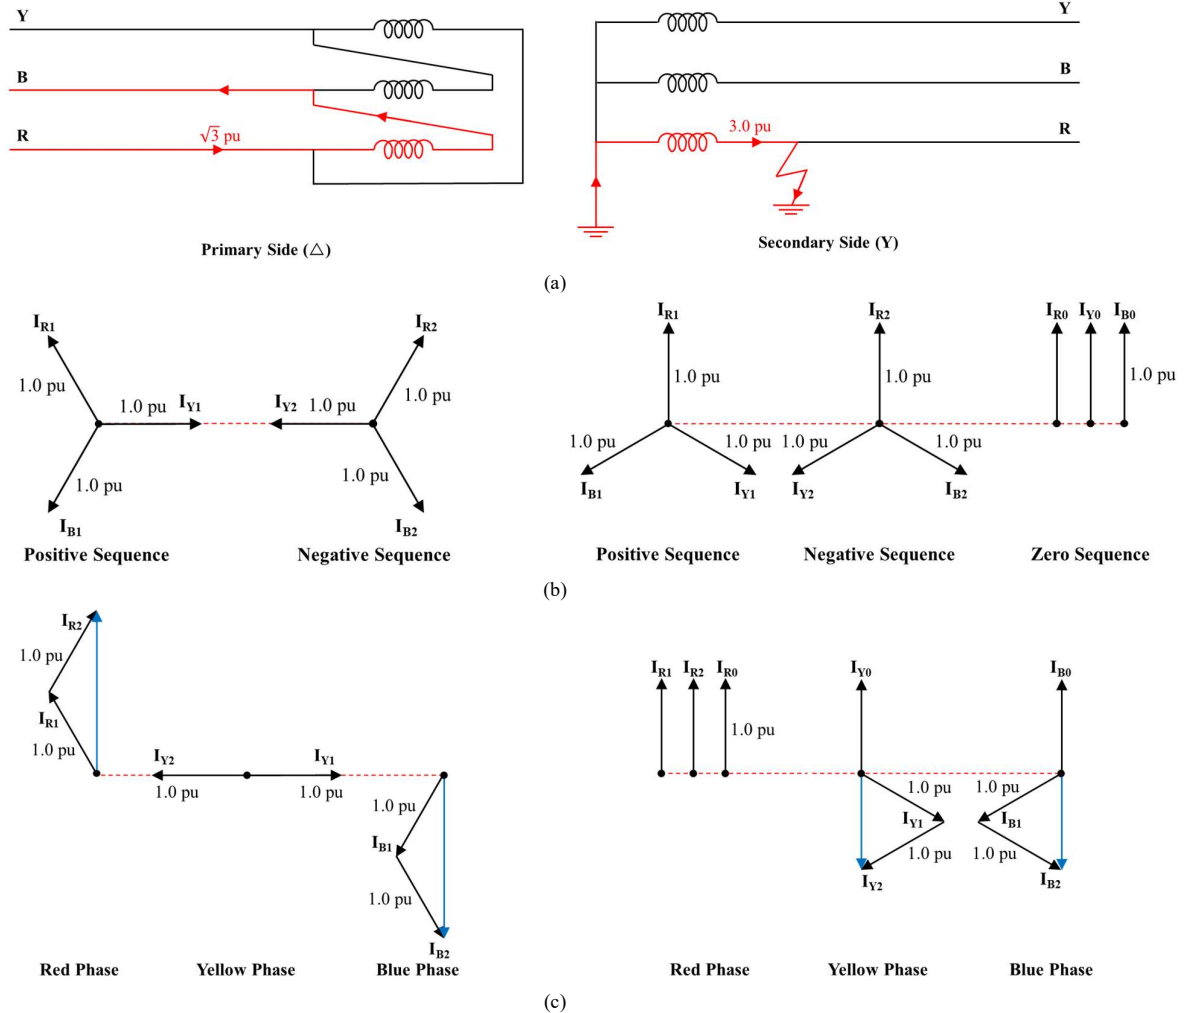 Y
B
R
√3 pu
Primary Side (△)
Y
B
R
3.0 pu
Secondary Side (Y)
(a)
I_R1
1.0 pu
1.0 pu
I_Y1
1.0 pu
I_B1
Positive Sequence
I_R2
1.0 pu
I_Y2
1.0 pu
1.0 pu
I_B2
Negative Sequence
I_R1
1.0 pu
1.0 pu
1.0 pu
I_B1
I_Y1
Positive Sequence
I_R2
1.0 pu
1.0 pu
1.0 pu
I_Y2
I_B2
Negative Sequence
I_R0
I_Y0
I_B0
1.0 pu
Zero Sequence
(b)
I_R2
1.0 pu
I_R1
1.0 pu
Red Phase
I_Y2
I_Y1
1.0 pu
1.0 pu
Yellow Phase
1.0 pu
I_B1
1.0 pu
I_B2
Blue Phase
I_R1
I_R2
I_R0
1.0 pu
Red Phase
I_Y0
1.0 pu
I_Y1
1.0 pu
I_Y2
Yellow Phase
I_B0
1.0 pu
I_B1
1.0 pu
I_B2
Blue Phase
(c)